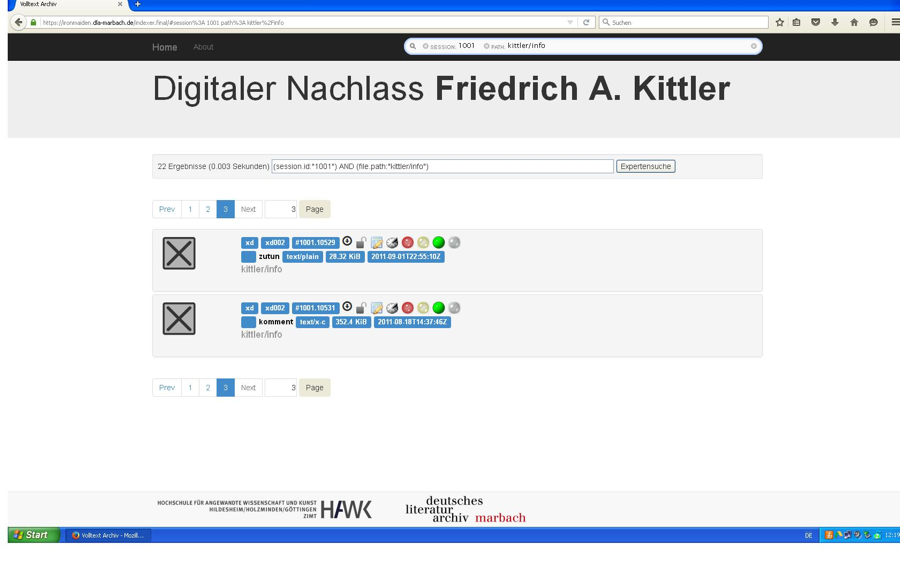 Volltext Archiv × +
https://ironmaiden.dla-marbach.de/indexer/final/#session%3A 1001 path%3A kittler%2Finfo
Suchen
Home About
SESSION: 1001 PATH: kittler/info
Digitaler Nachlass Friedrich A. Kittler
22 Ergebnisse (0.003 Sekunden) (session.id:"1001") AND (file.path:"kittler/info") Expertensuche
Prev 1 2 3 Next 3 Page
xd xd002 #1001.10529
zutun text/plain 28.32 KiB 2011-09-01T22:55:10Z
kittler/info
xd xd002 #1001.10531
komment text/x-c 352.4 KiB 2011-08-18T14:37:46Z
kittler/info
Prev 1 2 3 Next 3 Page
HOCHSCHULE FÜR ANGEWANDTE WISSENSCHAFT UND KUNST
HILDESHEIM/HOLZMINDEN/GÖTTINGEN
ZIMT
HAWK
deutsches
literatur
archiv marbach
Start Volltext Archiv - Mozill... DE 12:19